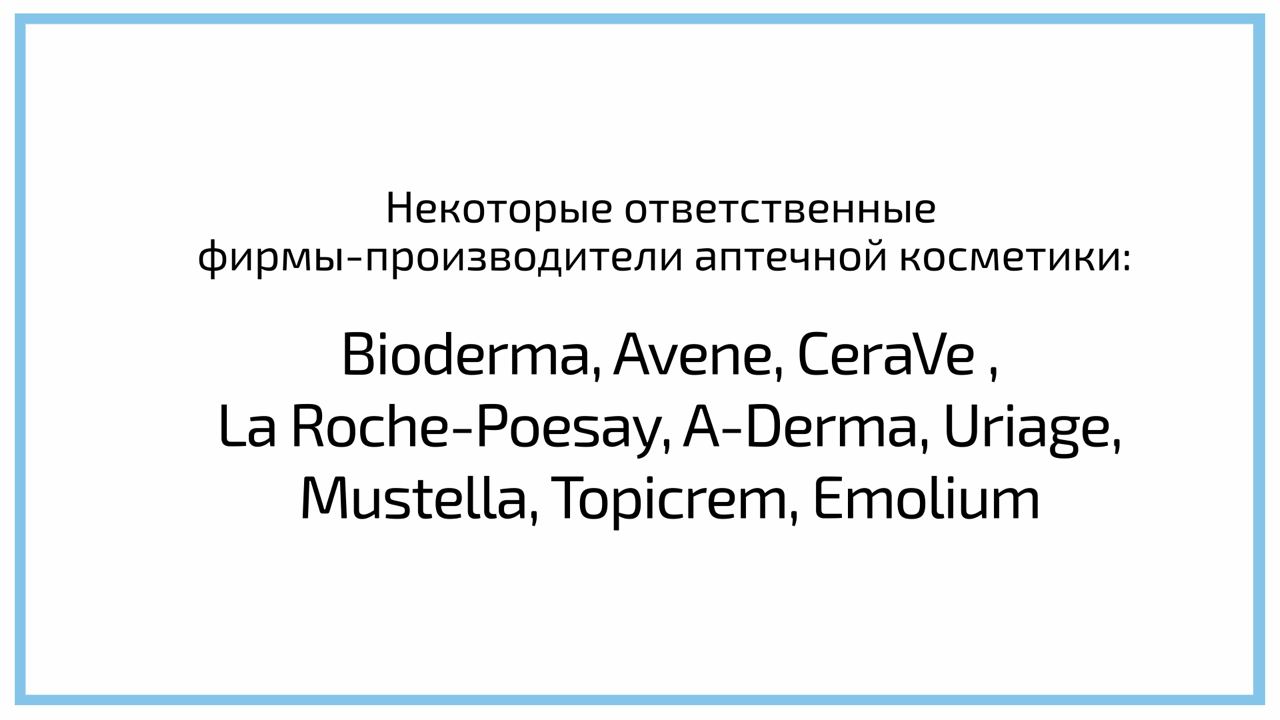 Некоторые ответственные
фирмы-производители аптечной косметики:
Bioderma, Avene, CeraVe ,
La Roche-Poesay, A-Derma, Uriage,
Mustella, Topicrem, Emolium